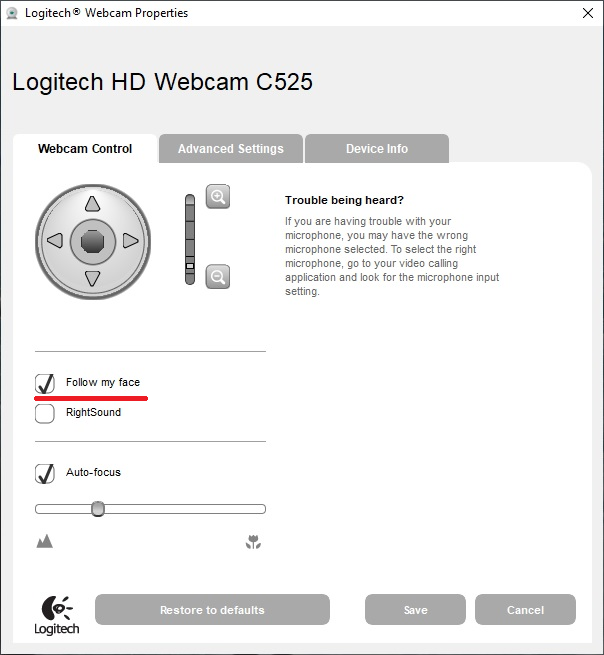 Logitech® Webcam Properties
Logitech HD Webcam C525
Webcam Control
Advanced Settings
Device Info
Trouble being heard?
If you are having trouble with your
microphone, you may have the wrong
microphone selected. To select the right
microphone, go to your video calling
application and look for the microphone input
setting.
Follow my face
RightSound
Auto-focus
Logitech
Restore to defaults
Save
Cancel